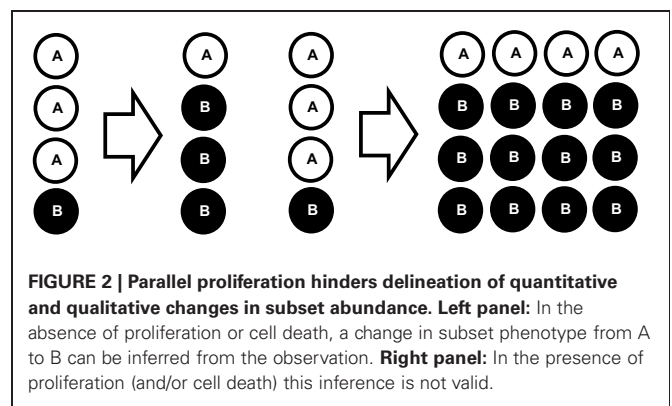 A A A A A A A
A B A B B B B
A B A B B B B
B B B B B B B
FIGURE 2 | Parallel proliferation hinders delineation of quantitative
and qualitative changes in subset abundance. Left panel: In the
absence of proliferation or cell death, a change in subset phenotype from A
to B can be inferred from the observation. Right panel: In the presence of
proliferation (and/or cell death) this inference is not valid.